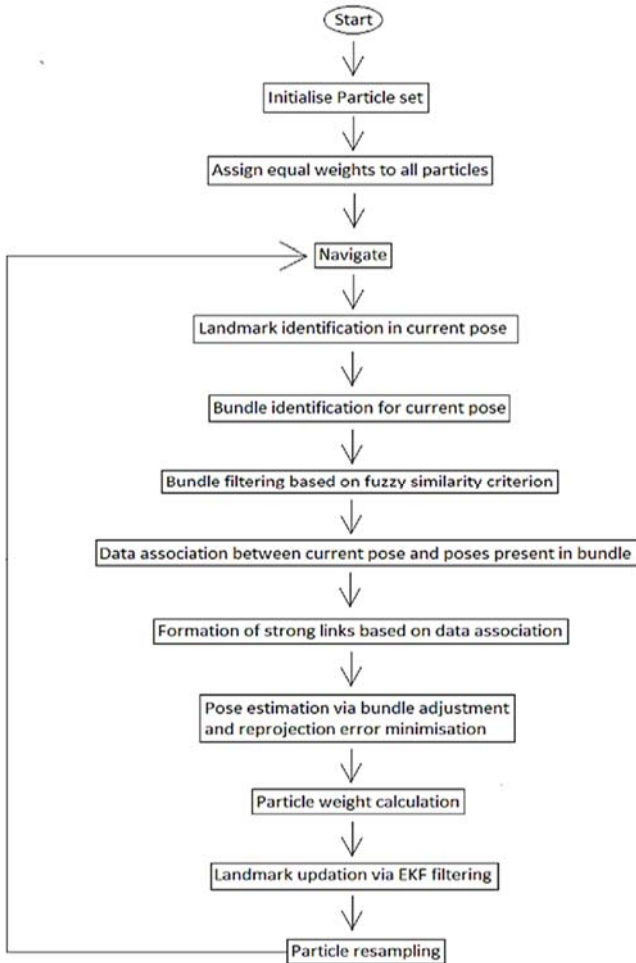 Start
Initialise Particle set
Assign equal weights to all particles
Navigate
Landmark identification in current pose
Bundle identification for current pose
Bundle filtering based on fuzzy similarity criterion
Data association between current pose and poses present in bundle
Formation of strong links based on data association
Pose estimation via bundle adjustment
and reprojection error minimisation
Particle weight calculation
Landmark updation via EKF filtering
Particle resampling